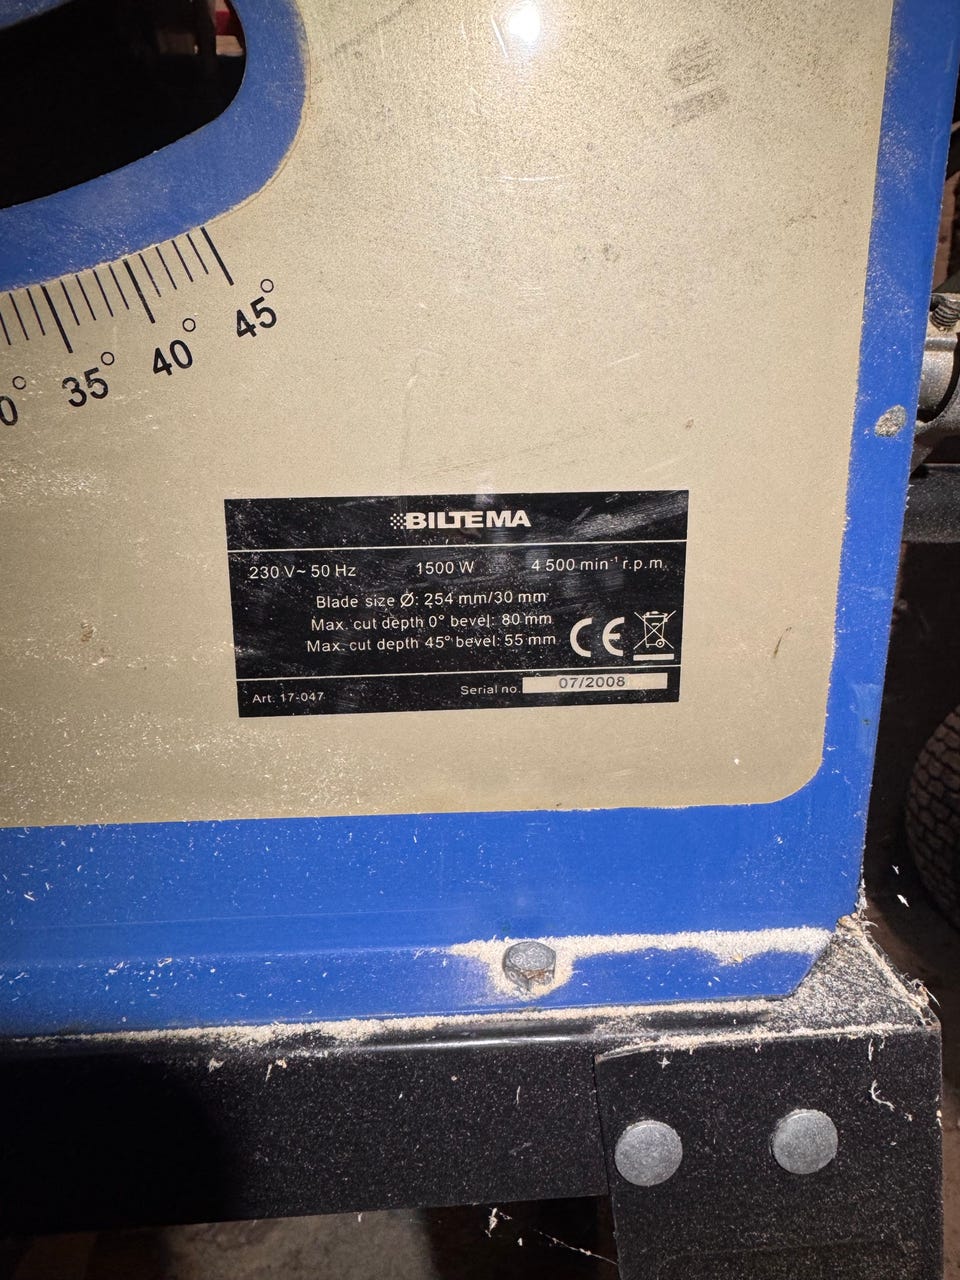 35°
40°
45°
BILTEMA
230 V~ 50 Hz 1500 W 4 500 min⁻¹ r.p.m.
Blade size Ø: 254 mm/30 mm
Max. cut depth 0° bevel: 80 mm
Max. cut depth 45° bevel: 55 mm
CE
Art. 17-047 Serial no. 07/2008